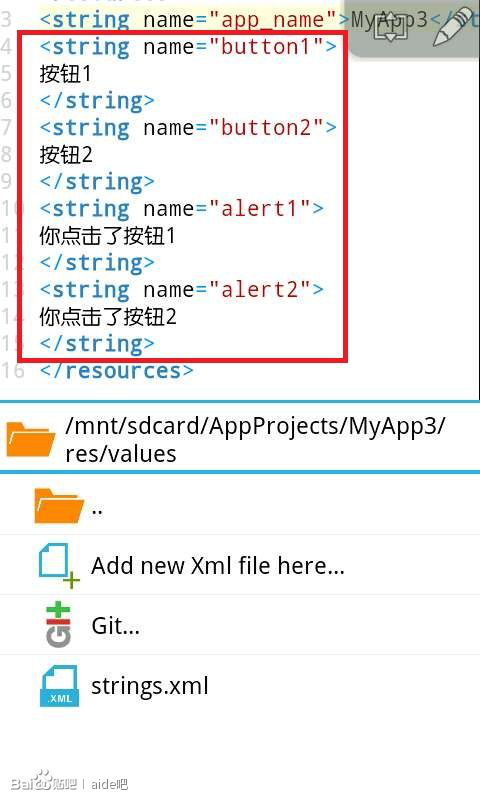 3 <string name="app_name">MyApp3</st
4 <string name="button1">
5 按钮1
6 </string>
7 <string name="button2">
8 按钮2
9 </string>
10 <string name="alert1">
11 你点击了按钮1
12 </string>
13 <string name="alert2">
14 你点击了按钮2
15 </string>
16 </resources>
/mnt/sdcard/AppProjects/MyApp3/
res/values
..
Add new Xml file here...
Git...
.XML
strings.xml
Bai贴吧 | aide吧